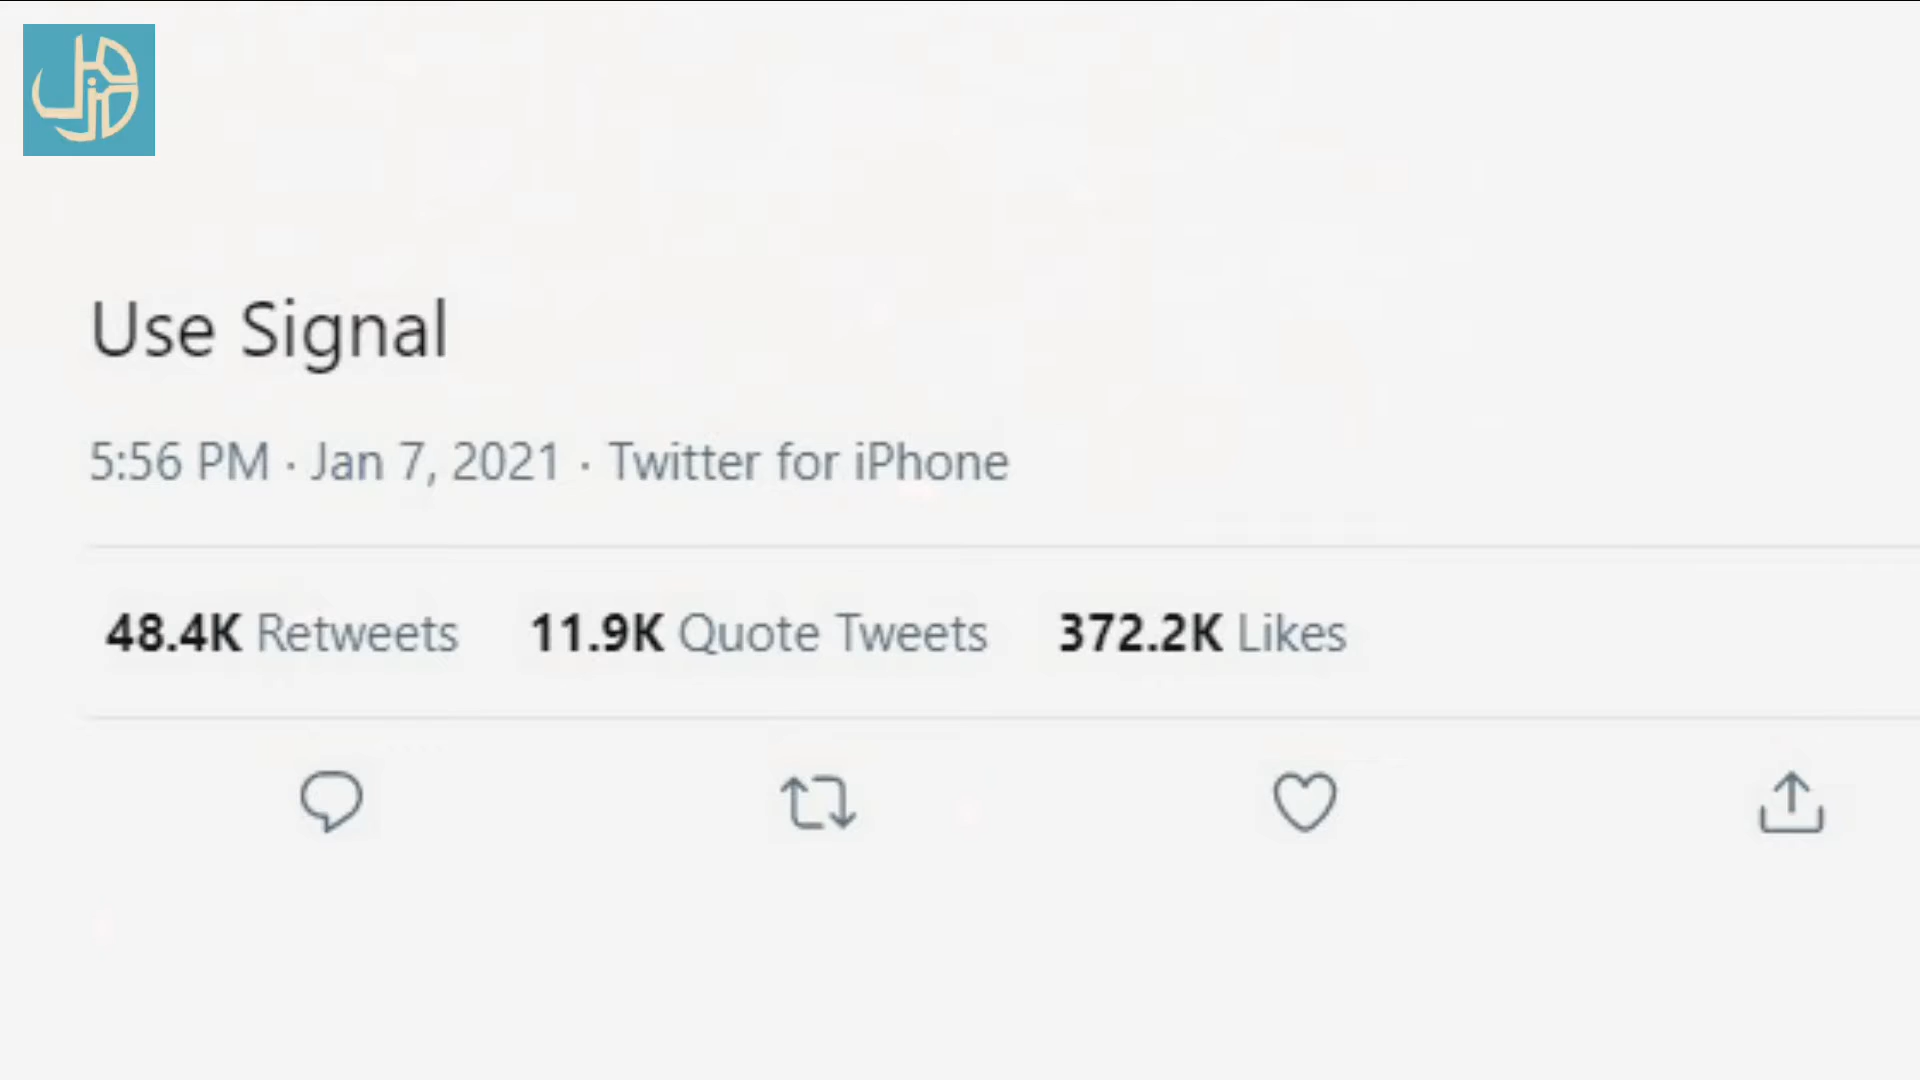 Use Signal
5:56 PM · Jan 7, 2021 · Twitter for iPhone
48.4K Retweets 11.9K Quote Tweets 372.2K Likes